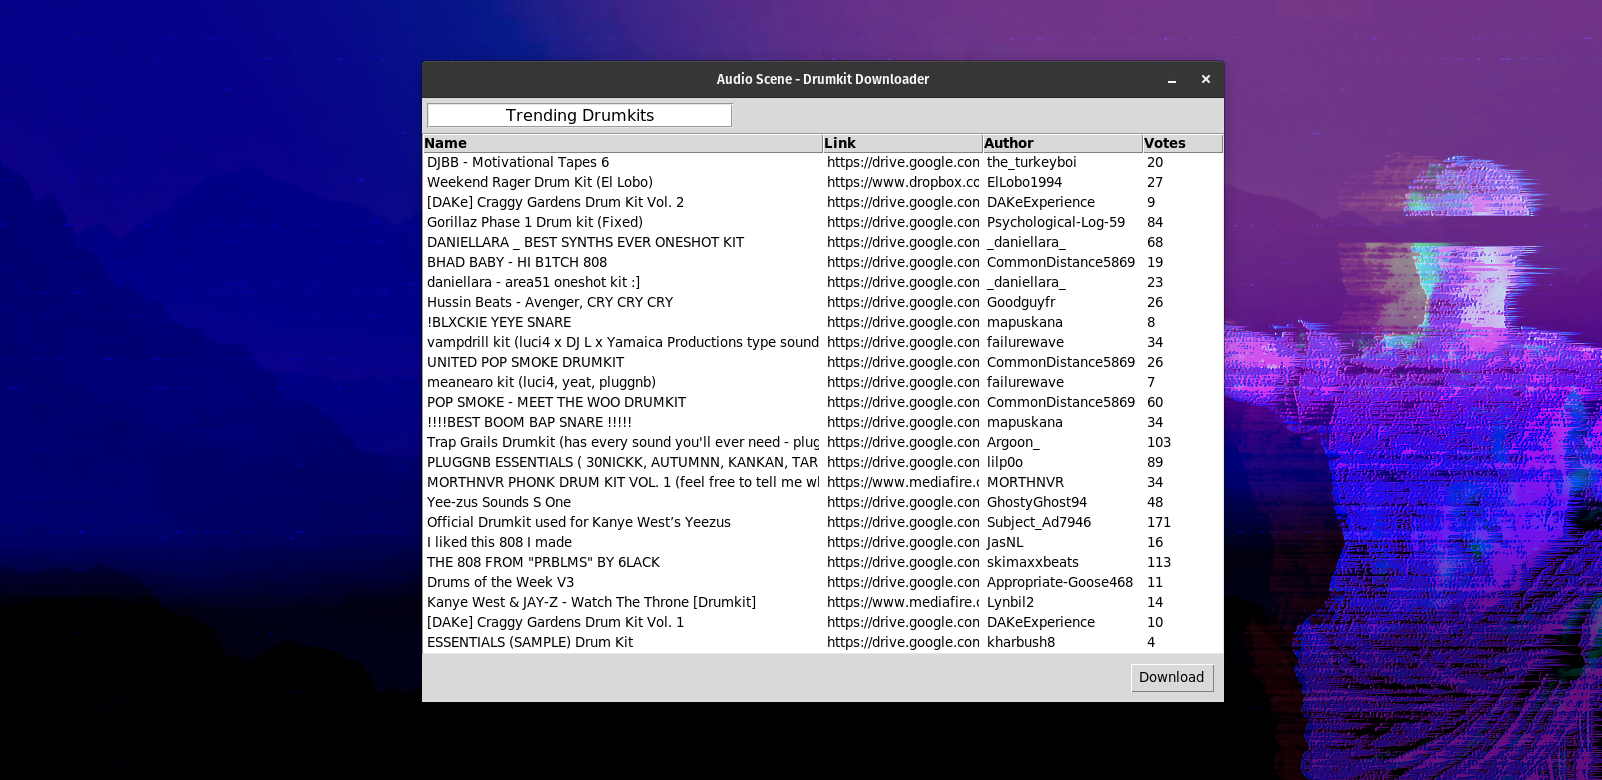 Audio Scene - Drumkit Downloader
Trending Drumkits
Name Link Author Votes
DJBB - Motivational Tapes 6 https://drive.google.con the_turkeyboi 20
Weekend Rager Drum Kit (El Lobo) https://www.dropbox.cc ElLobo1994 27
[DAKe] Craggy Gardens Drum Kit Vol. 2 https://drive.google.con DAKeExperience 9
Gorillaz Phase 1 Drum kit (Fixed) https://drive.google.con Psychological-Log-59 84
DANIELLARA _ BEST SYNTHS EVER ONESHOT KIT https://drive.google.con _daniellara_ 68
BHAD BABY - HI B1TCH 808 https://drive.google.con CommonDistance5869 19
daniellara - area51 oneshot kit :] https://drive.google.con _daniellara_ 23
Hussin Beats - Avenger, CRY CRY CRY https://drive.google.con Goodguyfr 26
!BLXCKIE YEYE SNARE https://drive.google.con mapuskana 8
vampdrill kit (luci4 x DJ L x Yamaica Productions type sound https://drive.google.con failurewave 34
UNITED POP SMOKE DRUMKIT https://drive.google.con CommonDistance5869 26
meanearo kit (luci4, yeat, pluggnb) https://drive.google.con failurewave 7
POP SMOKE - MEET THE WOO DRUMKIT https://drive.google.con CommonDistance5869 60
!!!!BEST BOOM BAP SNARE !!!!! https://drive.google.con mapuskana 34
Trap Grails Drumkit (has every sound you'll ever need - plug https://drive.google.con Argoon_ 103
PLUGGNB ESSENTIALS ( 30NICKK, AUTUMNN, KANKAN, TAR https://drive.google.con lilp0o 89
MORTHNVR PHONK DRUM KIT VOL. 1 (feel free to tell me wl https://www.mediafire.c MORTHNVR 34
Yee-zus Sounds S One https://drive.google.con GhostyGhost94 48
Official Drumkit used for Kanye West’s Yeezus https://drive.google.con Subject_Ad7946 171
I liked this 808 I made https://drive.google.con JasNL 16
THE 808 FROM "PRBLMS" BY 6LACK https://drive.google.con skimaxxbeats 113
Drums of the Week V3 https://drive.google.con Appropriate-Goose468 11
Kanye West & JAY-Z - Watch The Throne [Drumkit] https://www.mediafire.c Lynbil2 14
[DAKe] Craggy Gardens Drum Kit Vol. 1 https://drive.google.con DAKeExperience 10
ESSENTIALS (SAMPLE) Drum Kit https://drive.google.con kharbush8 4
Download